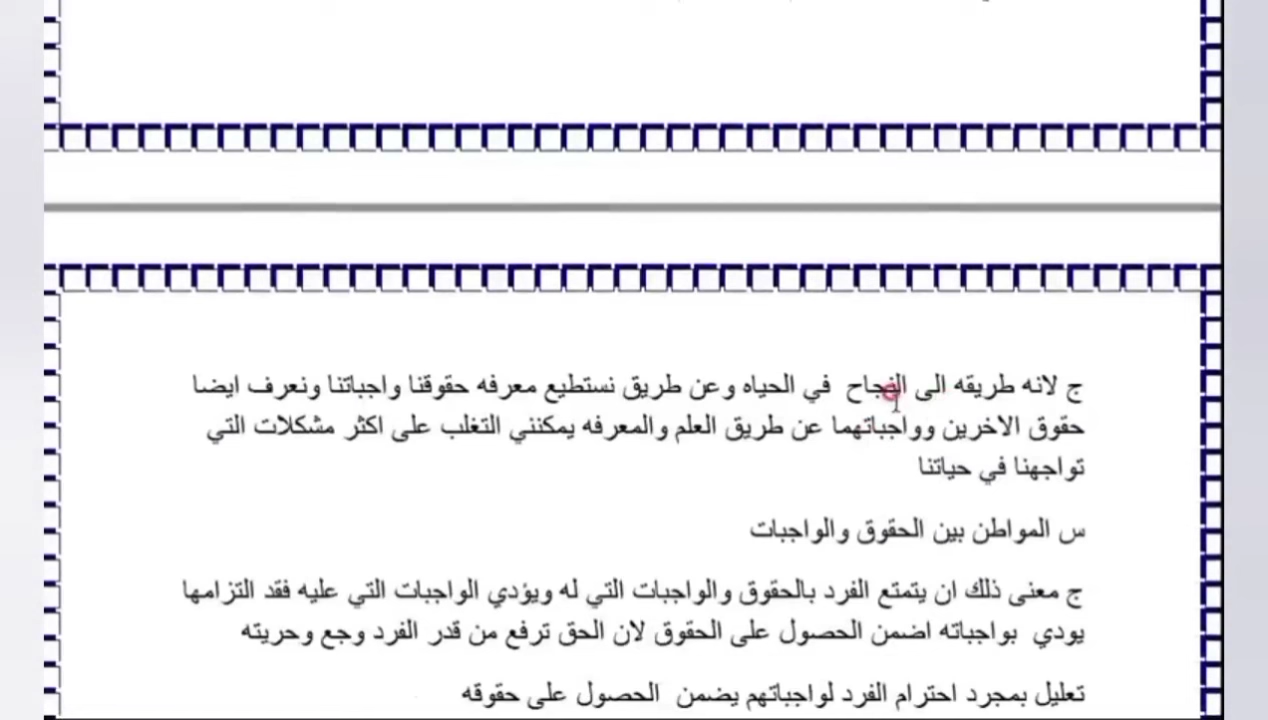 ج لانه طريقه الى النجاح في الحياه وعن طريق نستطيع معرفه حقوقنا واجباتنا ونعرف ايضا
حقوق الاخرين وواجباتهما عن طريق العلم والمعرفه يمكنني التغلب على اكثر مشكلات التي
تواجهنا في حياتنا
س المواطن بين الحقوق والواجبات
ج معنى ذلك ان يتمتع الفرد بالحقوق والواجبات التي له ويؤدي الواجبات التي عليه فقد التزامها
يودي بواجباته اضمن الحصول على الحقوق لان الحق ترفع من قدر الفرد وجع وحريته
تعليل بمجرد احترام الفرد لواجباتهم يضمن الحصول على حقوقه